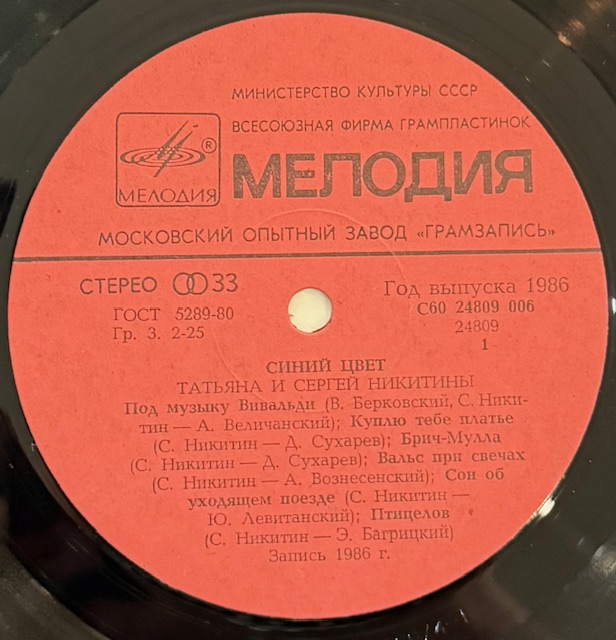 МИНИСТЕРСТВО КУЛЬТУРЫ СССР
ВСЕСОЮЗНАЯ ФИРМА ГРАМПЛАСТИНОК
МЕЛОДИЯ ®
МЕЛОДИЯ
МОСКОВСКИЙ ОПЫТНЫЙ ЗАВОД «ГРАМЗАПИСЬ»
СТЕРЕО 33
ГОСТ 5289-80
Гр. 3. 2-25
Год выпуска 1986
С60 24809 006
24809
1
СИНИЙ ЦВЕТ
ТАТЬЯНА И СЕРГЕЙ НИКИТИНЫ
Под музыку Вивальди (В. Берковский, С. Ники-
тин — А. Величанский); Куплю тебе платье
(С. Никитин — Д. Сухарев); Брич-Мулла
(С. Никитин — Д. Сухарев); Вальс при свечах
(С. Никитин — А. Вознесенский); Сон об
уходящем поезде (С. Никитин —
Ю. Левитанский); Птицелов
(С. Никитин — Э. Багрицкий)
Запись 1986 г.